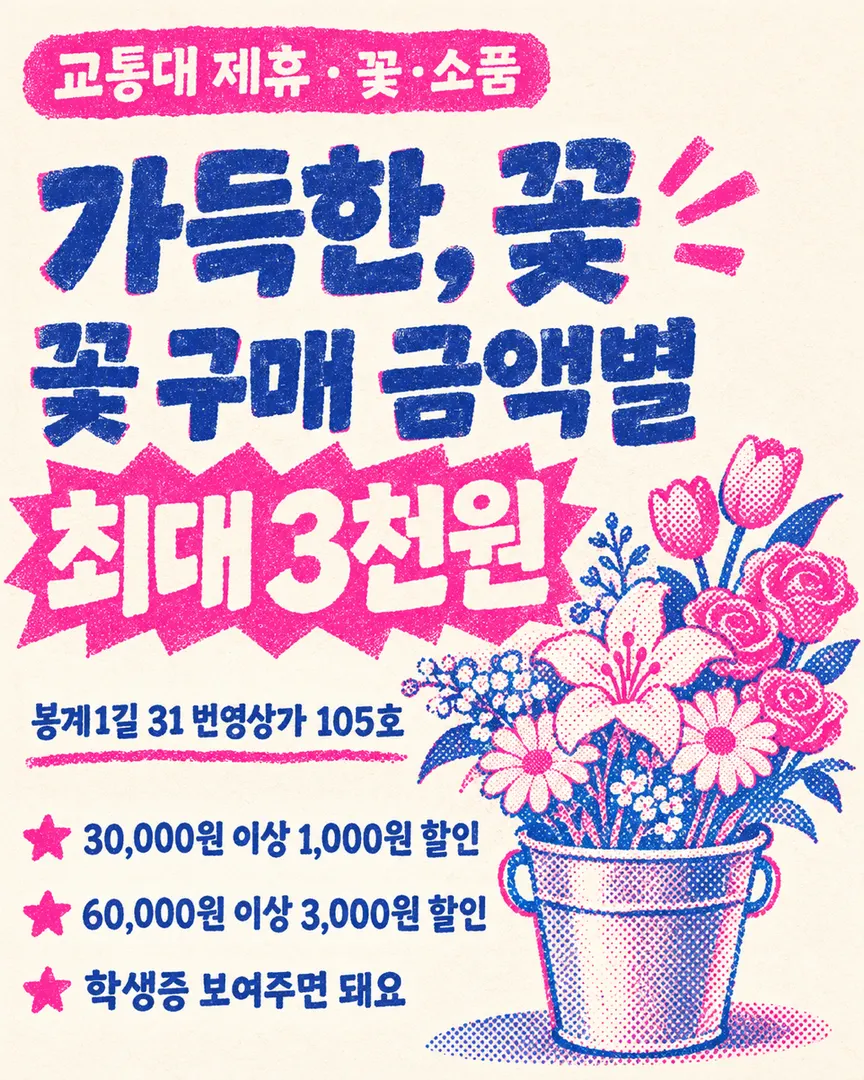 교통대 제휴 · 꽃·소품
가득한, 꽃
꽃 구매 금액별
최대 3천원
봉계1길 31 번영상가 105호
30,000원 이상 1,000원 할인
60,000원 이상 3,000원 할인
학생증 보여주면 돼요